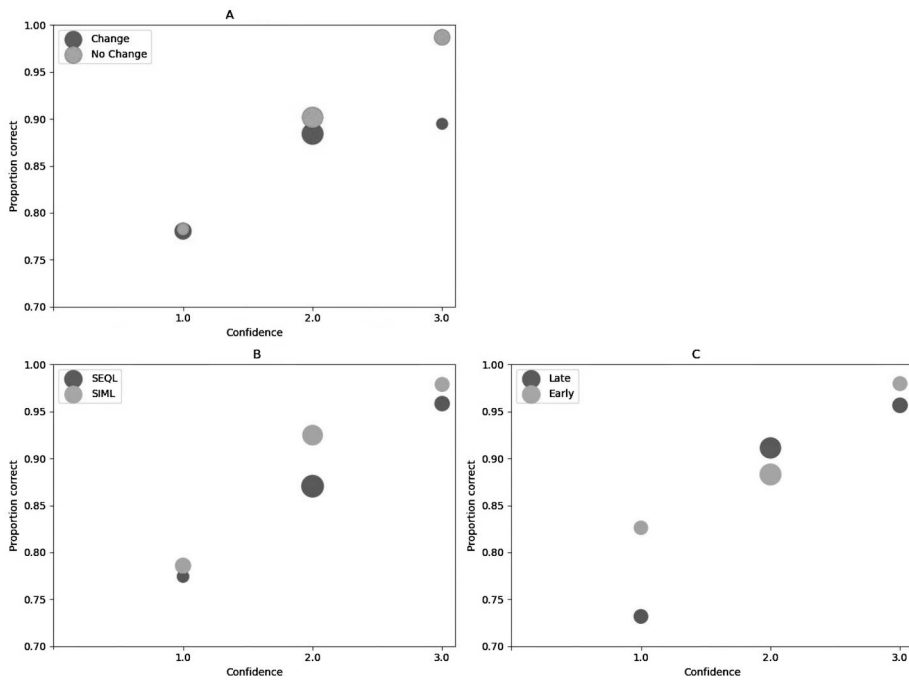 A
1.00
Change
No Change
0.95
0.90
0.85
0.80
0.75
0.70
1.0
2.0
3.0
Proportion correct
Confidence
B
1.00
SEQL
SIML
0.95
0.90
0.85
0.80
0.75
0.70
1.0
2.0
3.0
Proportion correct
Confidence
C
1.00
Late
Early
0.95
0.90
0.85
0.80
0.75
0.70
1.0
2.0
3.0
Proportion correct
Confidence